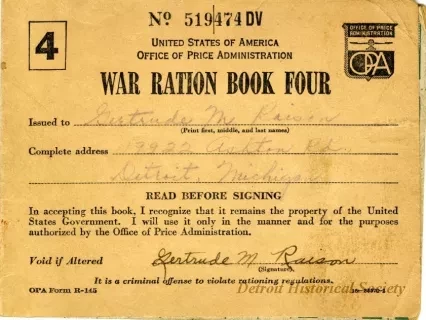 4
No 519474 DV
UNITED STATES OF AMERICA
OFFICE OF PRICE ADMINISTRATION
OFFICE OF PRICE
ADMINISTRATION
OPA
WAR RATION BOOK FOUR
Issued to Gertrude M. Raison
(Print first, middle, and last names)
Complete address Ashton Rd.
Detroit, Michigan
READ BEFORE SIGNING
In accepting this book, I recognize that it remains the property of the United
States Government. I will use it only in the manner and for the purposes
authorized by the Office of Price Administration.
Void if Altered Gertrude M Raison
(Signature)
It is a criminal offense to violate rationing regulations.
OPA Form R-145
Detroit Historical Society